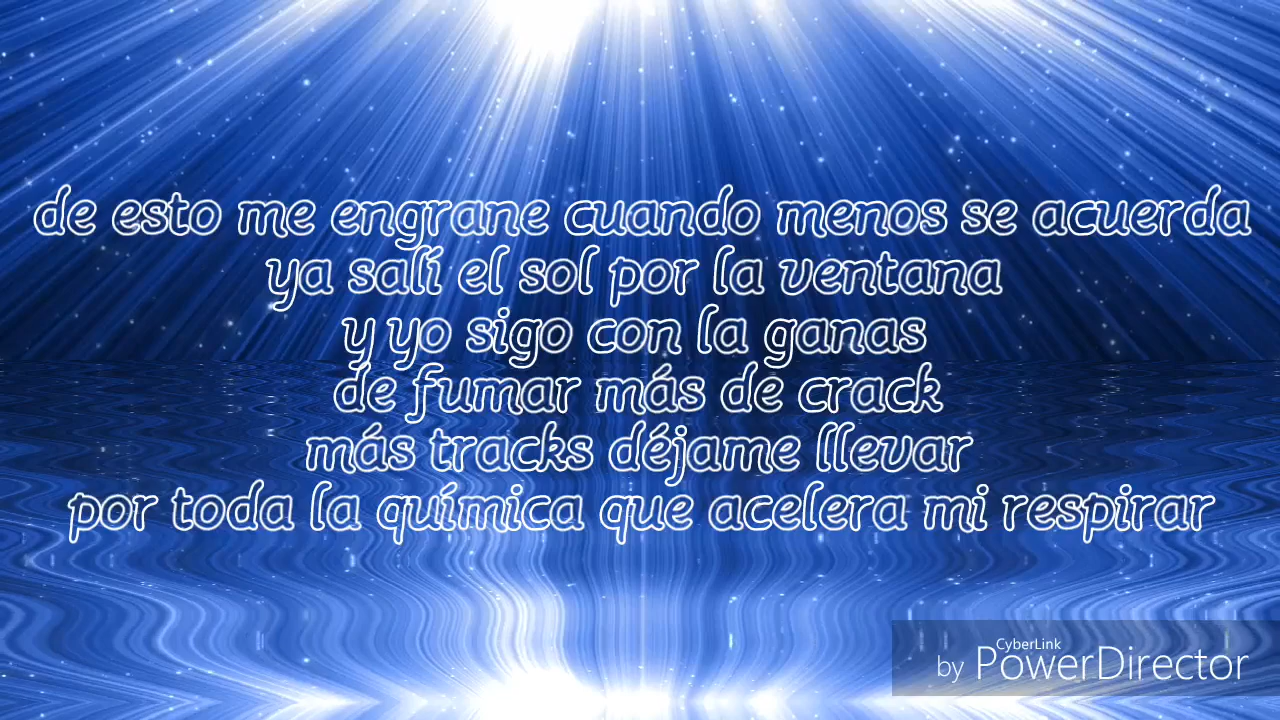 de esto me engrane cuando menos se acuerda
ya salí el sol por la ventana
y yo sigo con la ganas
de fumar más de crack
más tracks déjame llevar
por toda la química que acelera mi respirar
CyberLink
by PowerDirector